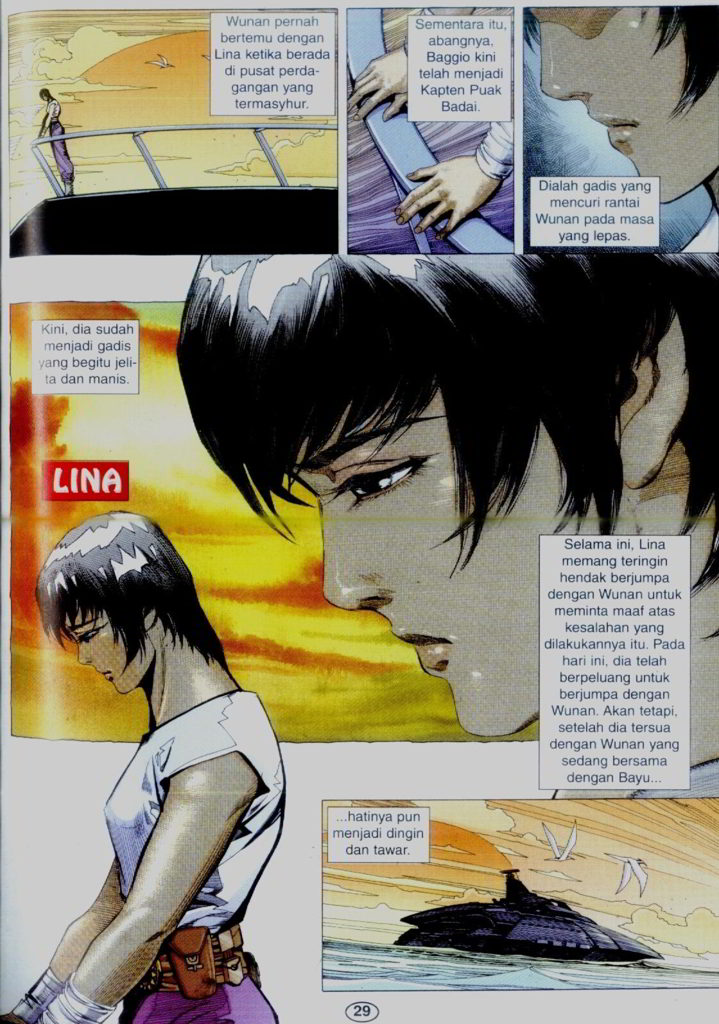 Wunan pernah
bertemu dengan
Lina ketika berada
di pusat perda-
gangan yang
termasyhur.
Sementara itu,
abangnya,
Baggio kini
telah menjadi
Kapten Puak
Badai.
Dialah gadis yang
mencuri rantai
Wunan pada masa
yang lepas.
Kini, dia sudah
menjadi gadis
yang begitu jeli-
ta dan manis.
LINA
Selama ini, Lina
memang teringin
hendak berjumpa
dengan Wunan untuk
meminta maaf atas
kesalahan yang
dilakukannya itu. Pada
hari ini, dia telah
berpeluang untuk
berjumpa dengan
Wunan. Akan tetapi,
setelah dia tersua
dengan Wunan yang
sedang bersama
dengan Bayu...
...hatinya pun
menjadi dingin
dan tawar.
29